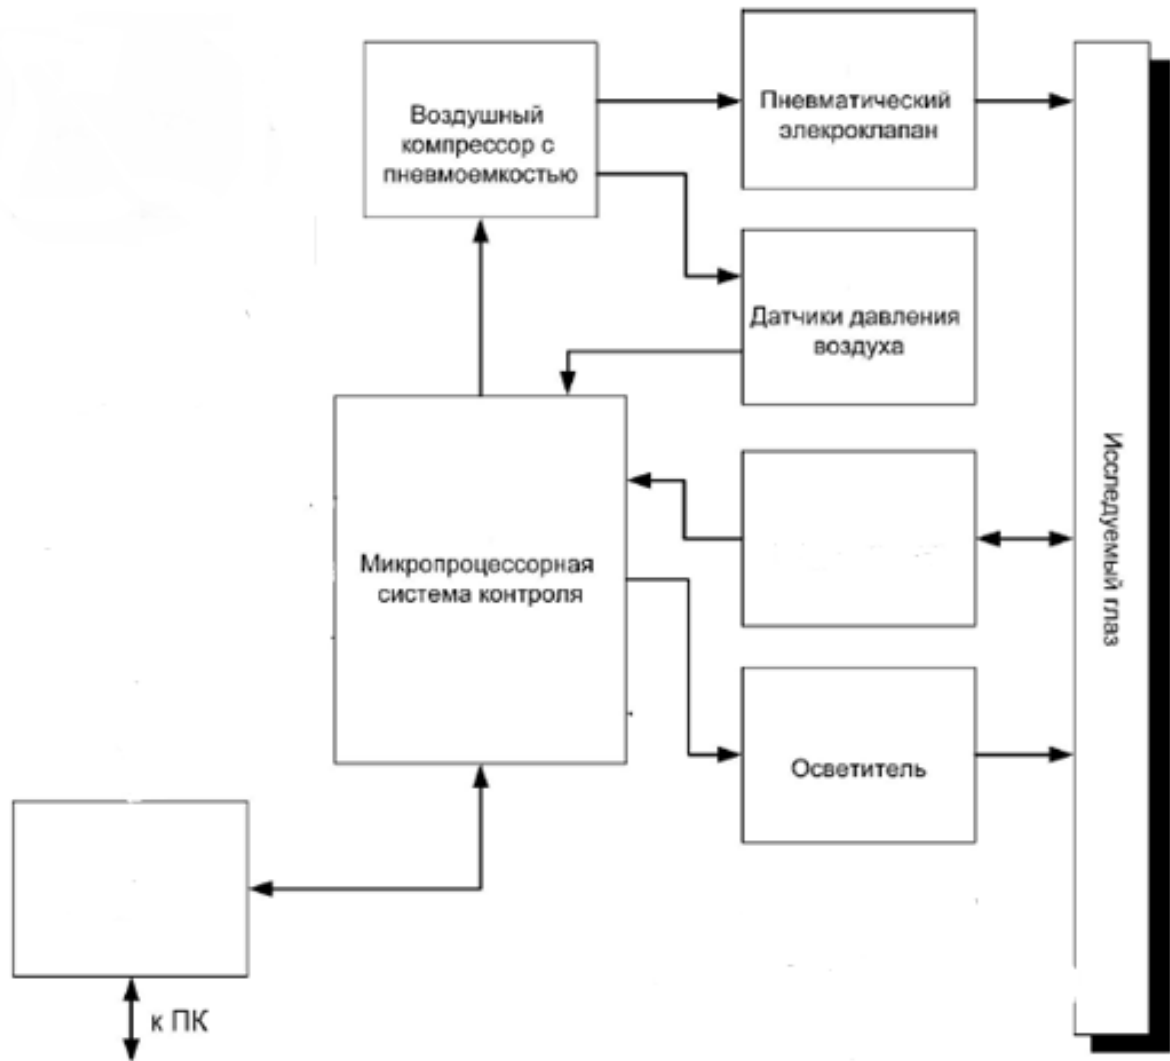 Воздушный
компрессор с
пневмоемкостью
Пневматический
элекроклапан
Датчики давления
воздуха
Микропроцессорная
система контроля
Исследуемый глаз
Осветитель
к ПК